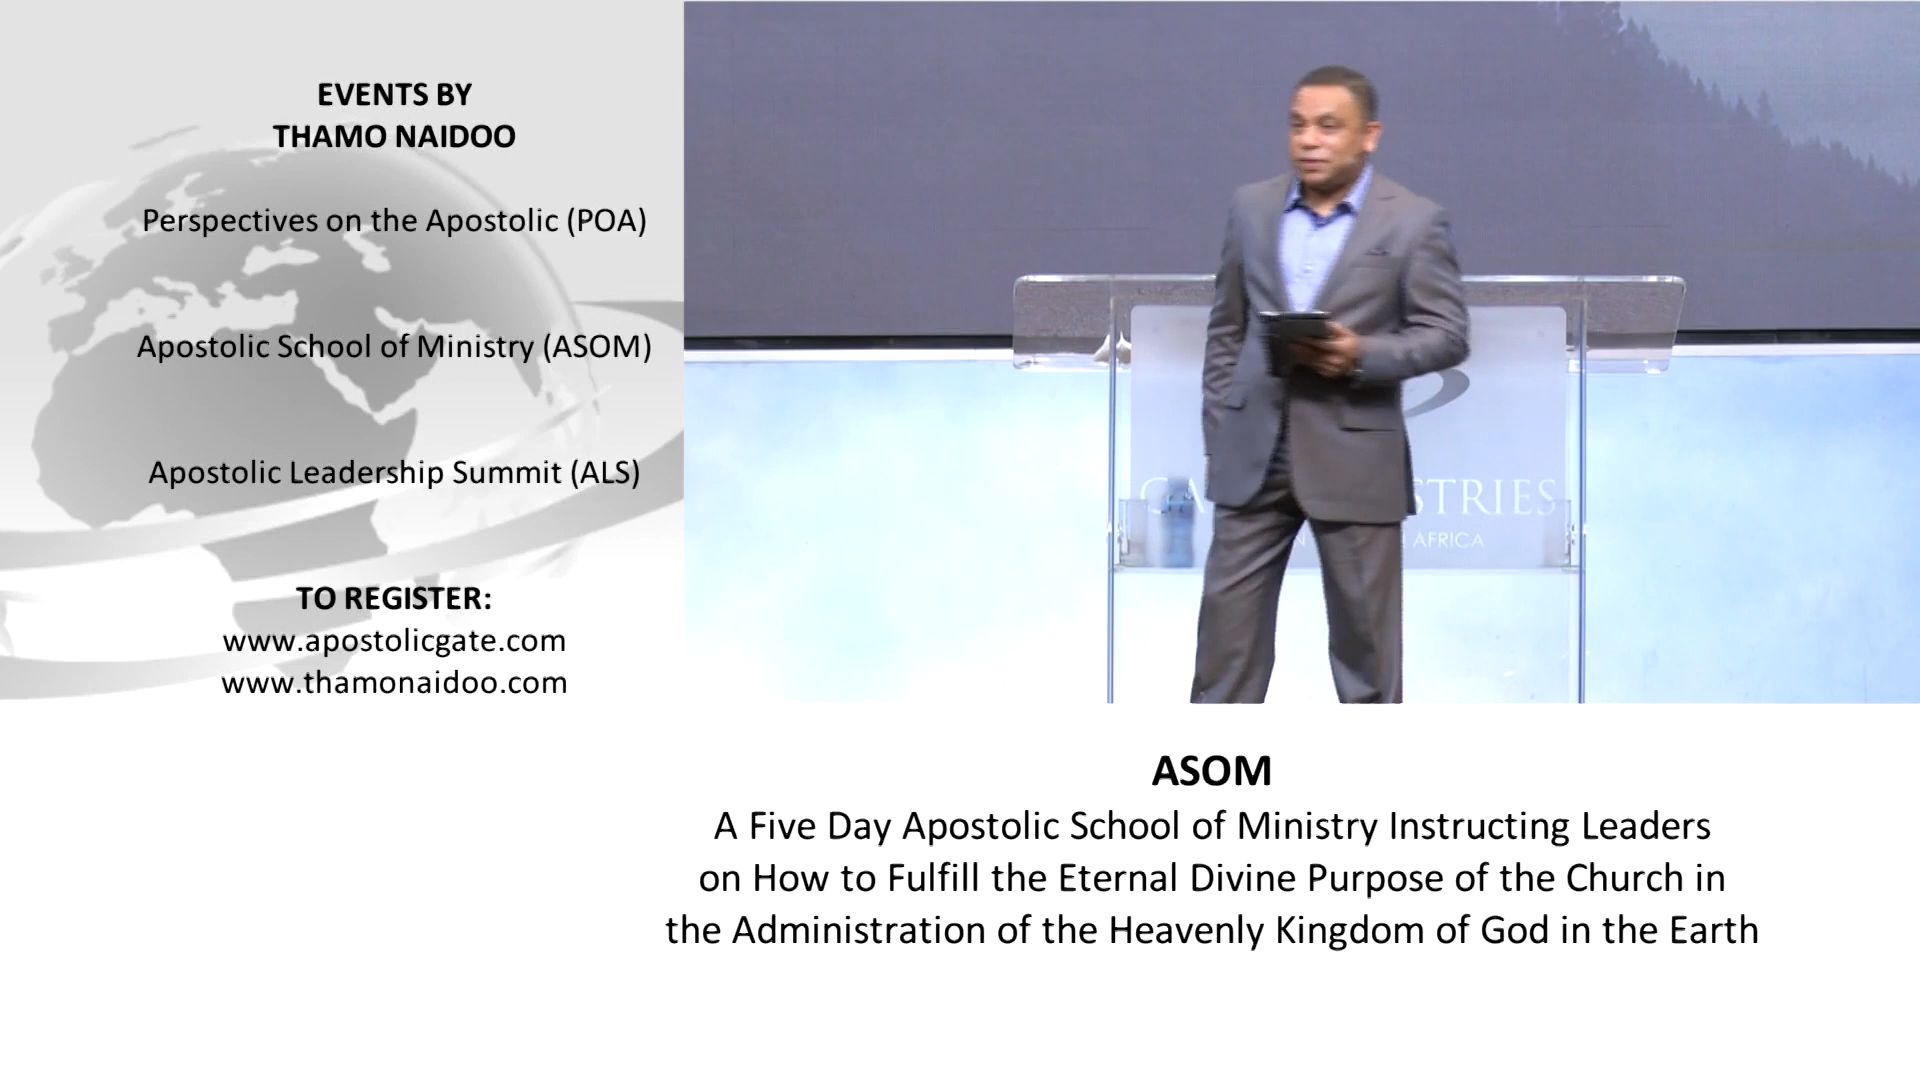 EVENTS BY
THAMO NAIDOO
Perspectives on the Apostolic (POA)
Apostolic School of Ministry (ASOM)
Apostolic Leadership Summit (ALS)
TO REGISTER:
www.apostolicgate.com
www.thamonaidoo.com
AFRICA
ASOM
A Five Day Apostolic School of Ministry Instructing Leaders
on How to Fulfill the Eternal Divine Purpose of the Church in
the Administration of the Heavenly Kingdom of God in the Earth